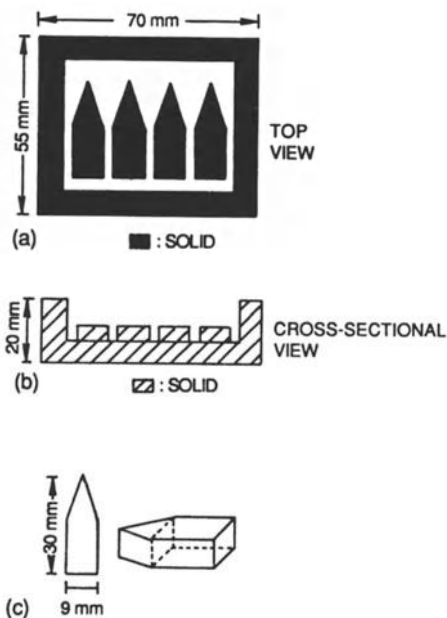 70 mm
55 mm
TOP
VIEW
(a)
: SOLID
20 mm
CROSS-SECTIONAL
VIEW
(b)
: SOLID
30 mm
9 mm
(c)